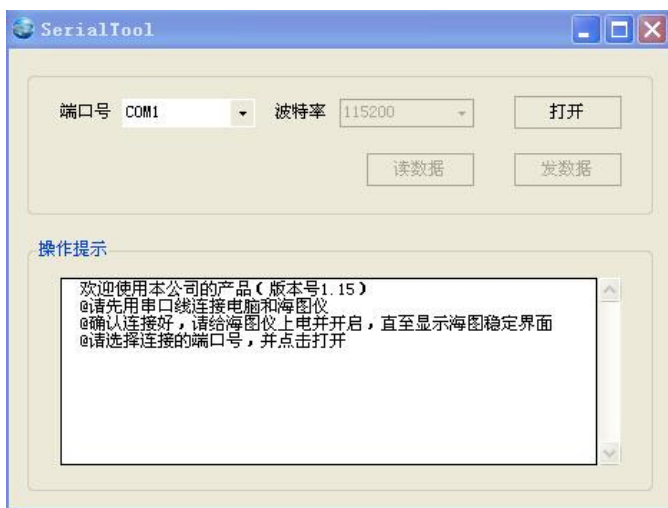 SerialTool
端口号 COM1 波特率 115200 打开
读数据 发数据
操作提示
欢迎使用本公司的产品(版本号1.15)
@请先用串口线连接电脑和海图仪
@确认连接好,请给海图仪上电并开启,直至显示海图稳定界面
@请选择连接的端口号,并点击打开